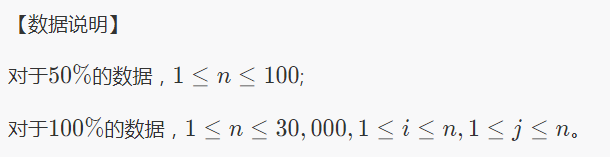 【数据说明】
对于50%的数据，1 ≤ n ≤ 100;
对于100%的数据，1 ≤ n ≤ 30,000, 1 ≤ i ≤ n, 1 ≤ j ≤ n。